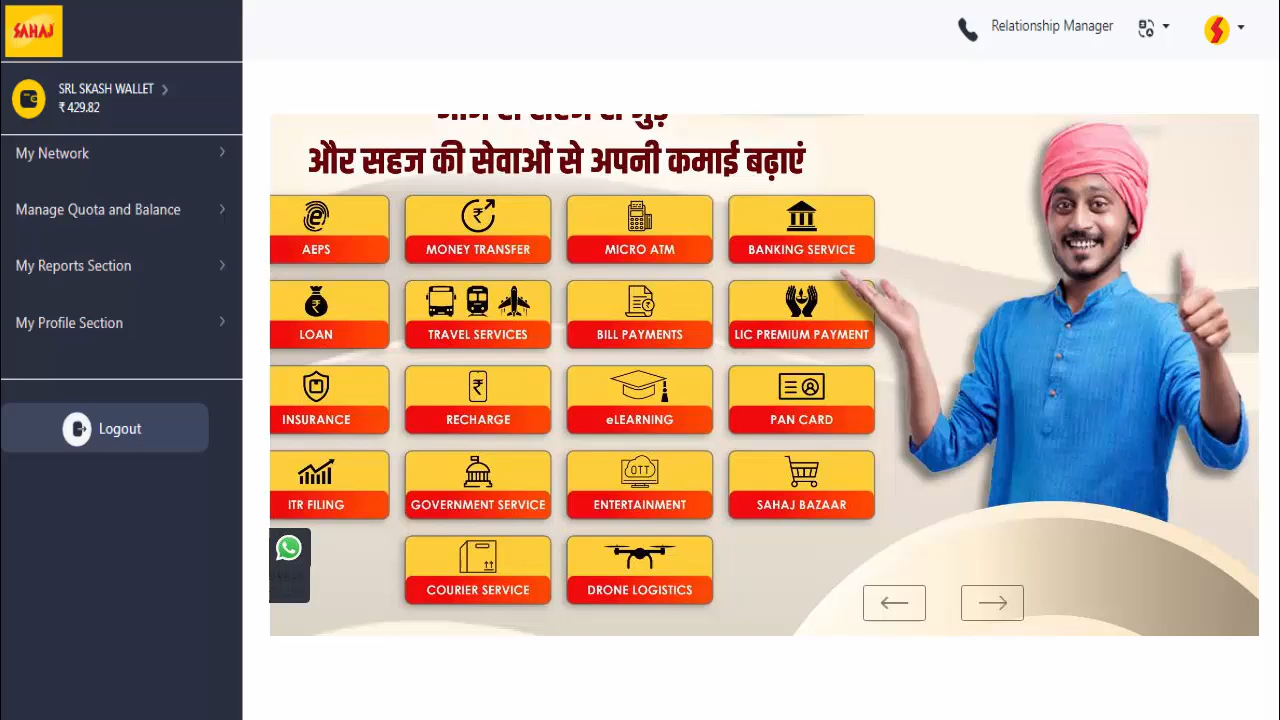 SAHAJ
Relationship Manager
SRL SKASH WALLET
₹ 429.82
My Network
Manage Quota and Balance
My Reports Section
My Profile Section
Logout
और सहज की सेवाओं से अपनी कमाई बढ़ाएं
AEPS
MONEY TRANSFER
MICRO ATM
BANKING SERVICE
LOAN
TRAVEL SERVICES
BILL PAYMENTS
LIC PREMIUM PAYMENT
INSURANCE
RECHARGE
eLEARNING
PAN CARD
ITR FILING
GOVERNMENT SERVICE
OTT
ENTERTAINMENT
SAHAJ BAZAAR
COURIER SERVICE
DRONE LOGISTICS